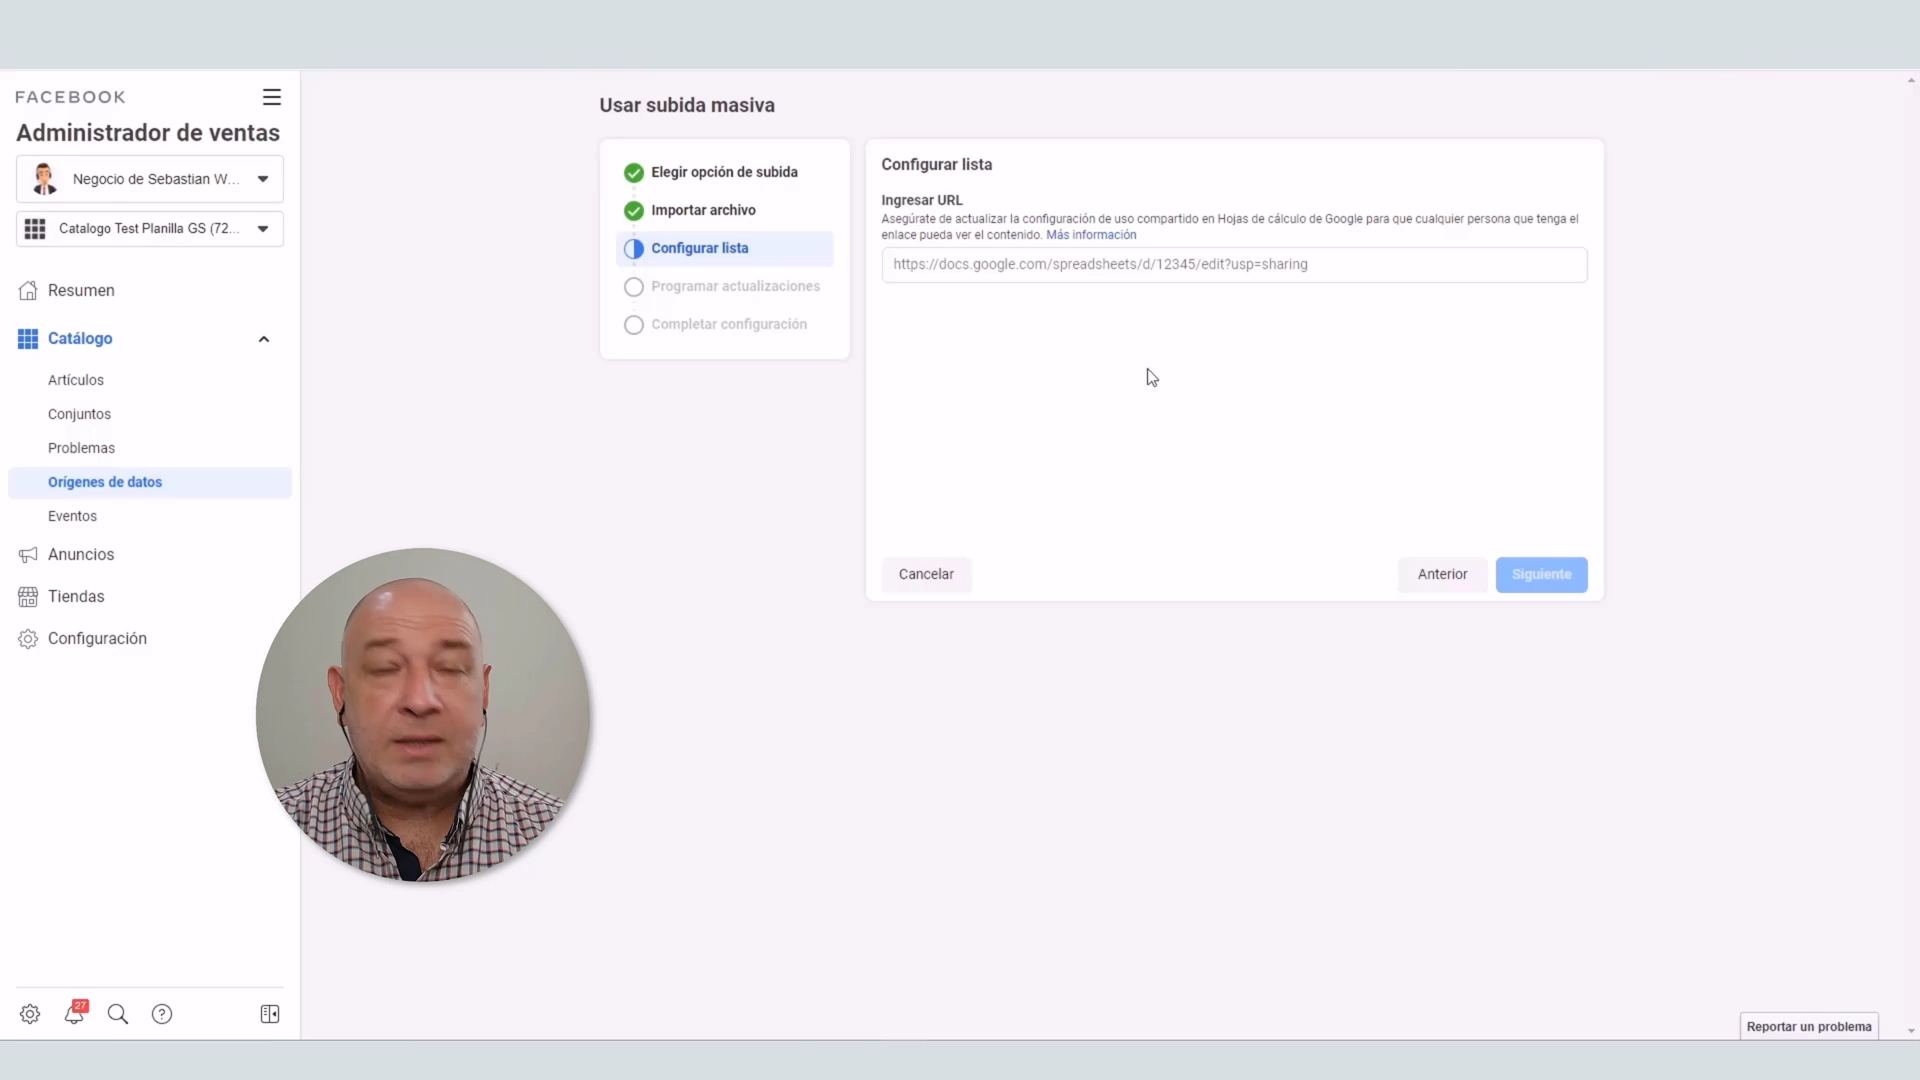 FACEBOOK
Administrador de ventas
Negocio de Sebastian W...
Catalogo Test Planilla GS (72...
Resumen
Catálogo
Artículos
Conjuntos
Problemas
Orígenes de datos
Eventos
Anuncios
Tiendas
Configuración
27
Usar subida masiva
Elegir opción de subida
Importar archivo
Configurar lista
Programar actualizaciones
Completar configuración
Configurar lista
Ingresar URL
Asegúrate de actualizar la configuración de uso compartido en Hojas de cálculo de Google para que cualquier persona que tenga el
enlace pueda ver el contenido. Más información
https://docs.google.com/spreadsheets/d/12345/edit?usp=sharing
Cancelar
Anterior
Siguiente
Reportar un problema